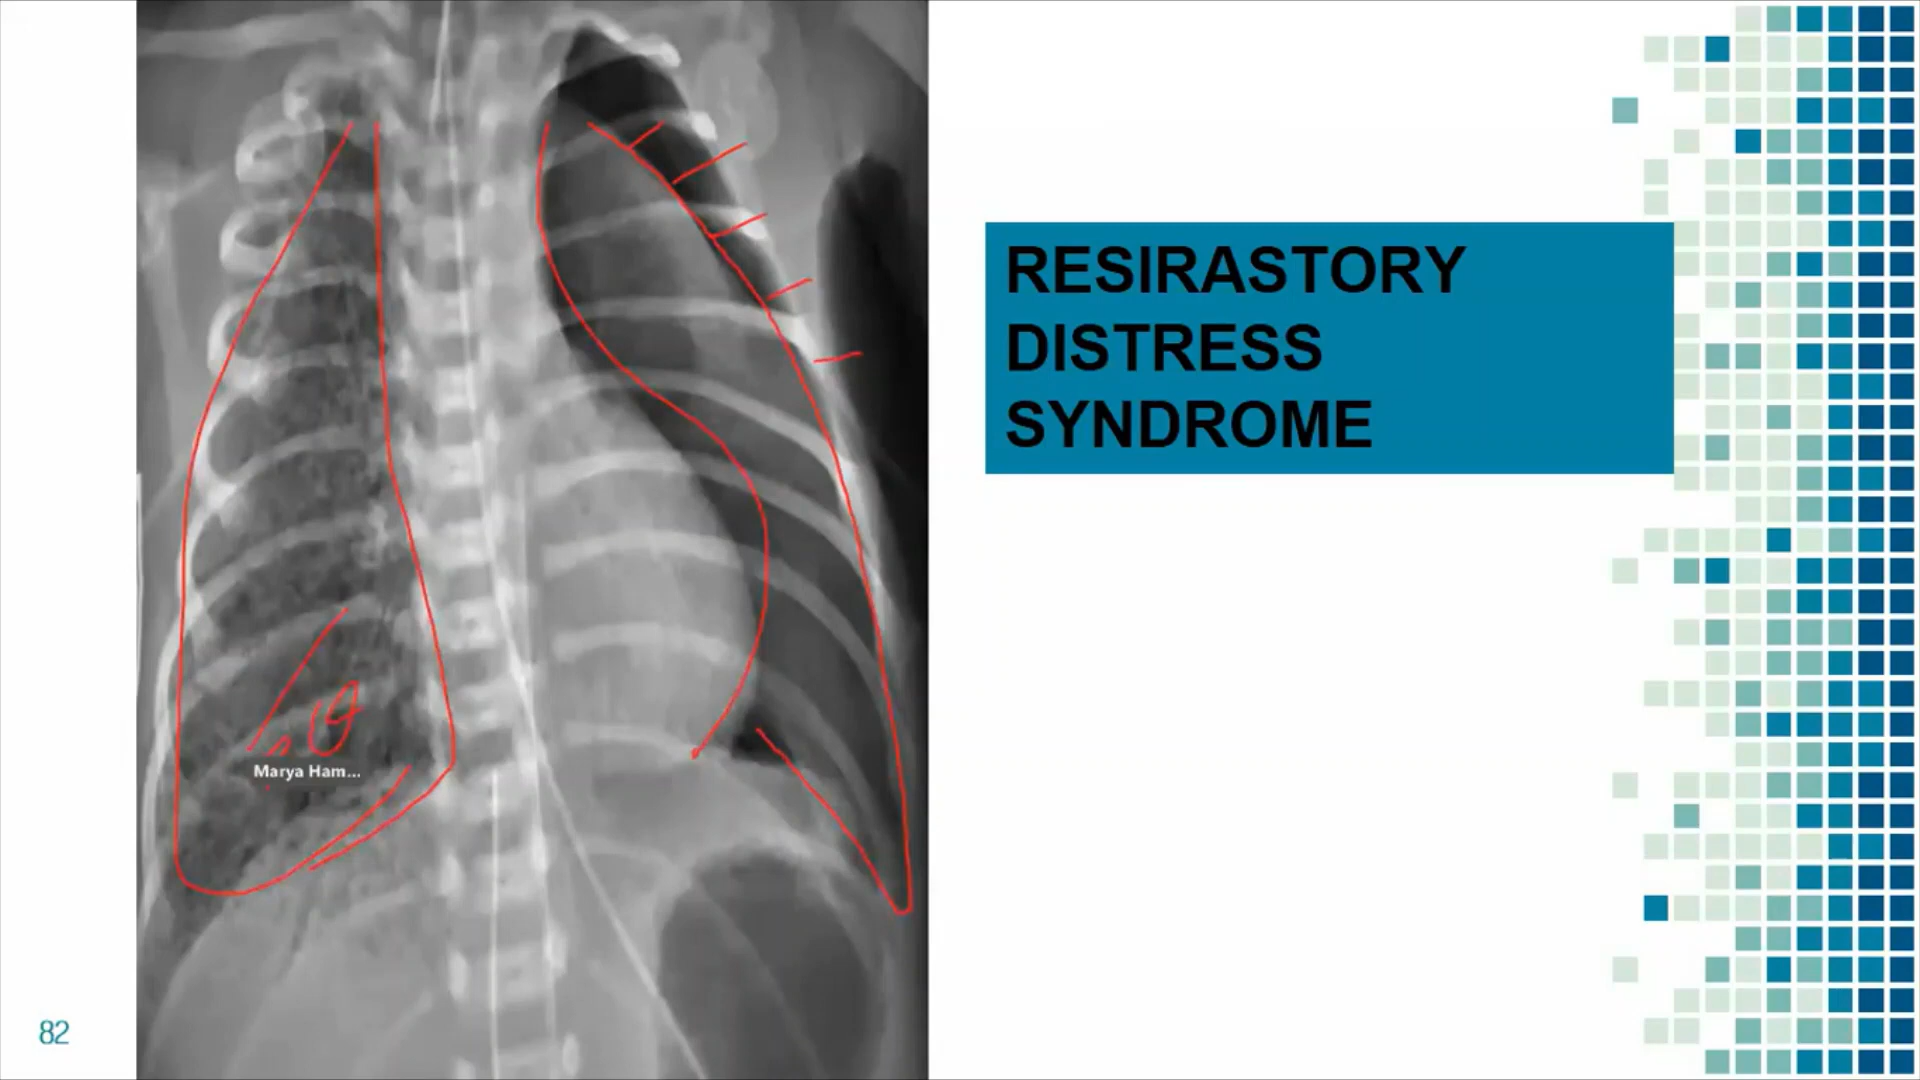 RESIRASTORY
DISTRESS
SYNDROME
Marya Ham...
82